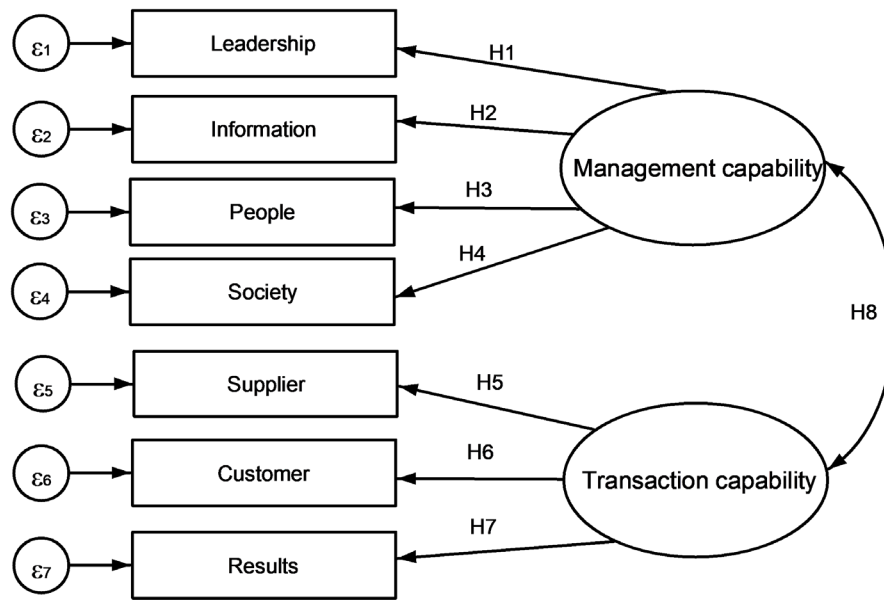 ε1
Leadership
H1
ε2
Information
H2
Management capability
ε3
People
H3
ε4
Society
H4
H8
ε5
Supplier
H5
ε6
Customer
H6
Transaction capability
ε7
Results
H7